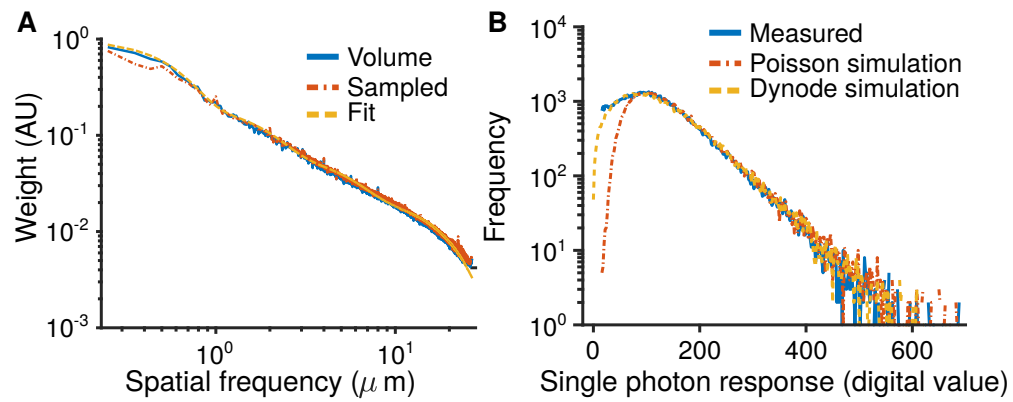 A
Weight (AU)
10^0
10^-1
10^-2
10^-3
Volume
Sampled
Fit
10^0
10^1
Spatial frequency (μ m)
B
Frequency
10^4
10^3
10^2
10^1
10^0
Measured
Poisson simulation
Dynode simulation
0
200
400
600
Single photon response (digital value)